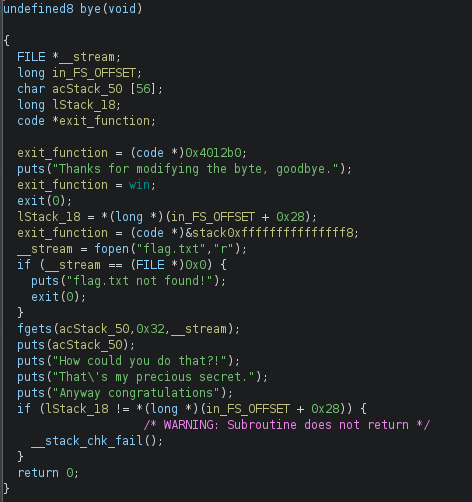 undefined8 bye(void)
{
FILE *__stream;
long in_FS_OFFSET;
char acStack_50 [56];
long lStack_18;
code *exit_function;
exit_function = (code *)0x4012b0;
puts("Thanks for modifying the byte, goodbye.");
exit_function = win;
exit(0);
lStack_18 = *(long *)(in_FS_OFFSET + 0x28);
exit_function = (code *)&stack0xfffffffffffffff8;
__stream = fopen("flag.txt","r");
if (__stream == (FILE *)0x0) {
puts("flag.txt not found!");
exit(0);
}
fgets(acStack_50,0x32,__stream);
puts(acStack_50);
puts("How could you do that?!");
puts("That\'s my precious secret.");
puts("Anyway congratulations");
if (lStack_18 != *(long *)(in_FS_OFFSET + 0x28)) {
/* WARNING: Subroutine does not return */
__stack_chk_fail();
}
return 0;
}